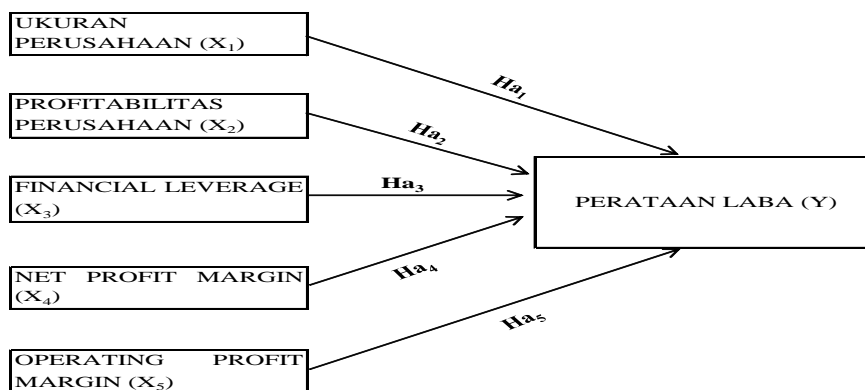 UKURAN
PERUSAHAAN (X₁)
Ha₁
PROFITABILITAS
PERUSAHAAN (X₂)
Ha₂
FINANCIAL LEVERAGE
(X₃)
Ha₃
PERATAAN LABA (Y)
NET PROFIT MARGIN
(X₄)
Ha₄
OPERATING PROFIT
MARGIN (X₅)
Ha₅